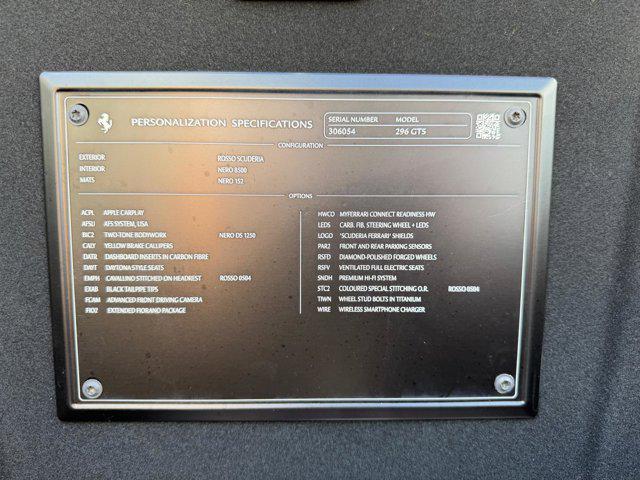 PERSONALIZATION SPECIFICATIONS
SERIAL NUMBER MODEL
306054 296 GTS
CONFIGURATION
EXTERIOR ROSSO SCUDERIA
INTERIOR NERO 8500
MATS NERO 152
OPTIONS
ACPL APPLE CARPLAY
AFSU AFS SYSTEM, USA
BIC2 TWO-TONE BODYWORK NERO DS 1250
CALY YELLOW BRAKE CALLIPERS
DATR DASHBOARD INSERTS IN CARBON FIBRE
DAYT DAYTONA STYLE SEATS
EMPH CAVALLINO STITCHED ON HEADREST ROSSO 0504
EXAB BLACK TAILPIPE TIPS
FCAM ADVANCED FRONT DRIVING CAMERA
FIO2 EXTENDED FIORANO PACKAGE
HWCO MYFERRARI CONNECT READINESS HW
LEDS CARB. FIB. STEERING WHEEL + LEDS
LOGO 'SCUDERIA FERRARI' SHIELDS
PAR2 FRONT AND REAR PARKING SENSORS
RSFD DIAMOND-POLISHED FORGED WHEELS
RSFV VENTILATED FULL ELECTRIC SEATS
SNDH PREMIUM HI-FI SYSTEM
STC2 COLOURED SPECIAL STITCHING O.R. ROSSO 0504
TIWN WHEEL STUD BOLTS IN TITANIUM
WIRE WIRELESS SMARTPHONE CHARGER